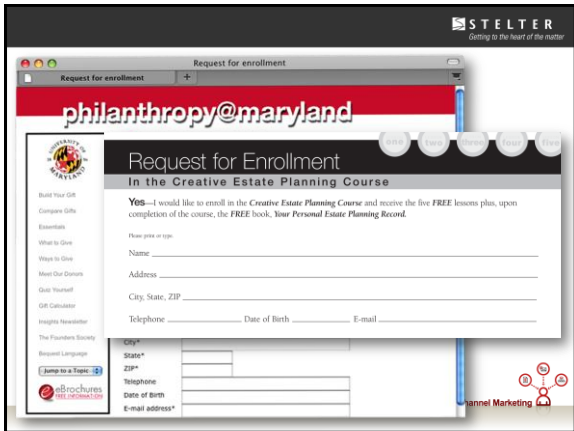 STELTER
Getting to the heart of the matter
Request for enrollment
Request for enrollment +
philanthropy@maryland
UNIVERSITY OF
MARYLAND
one two three four five
Request for Enrollment
In the Creative Estate Planning Course
Yes—I would like to enroll in the Creative Estate Planning Course and receive the five FREE lessons plus, upon
completion of the course, the FREE book, Your Personal Estate Planning Record.
Please print or type.
Name
Address
City, State, ZIP
Telephone Date of Birth E-mail
Build Your Gift
Compare Gifts
Essentials
What to Give
Ways to Give
Meet Our Donors
Quiz Yourself
Gift Calculator
Insights Newsletter
The Founders Society
Bequest Language
Jump to a Topic
eBrochures
FREE INFORMATION
City*
State*
ZIP*
Telephone
Date of Birth
E-mail address*
hannel Marketing